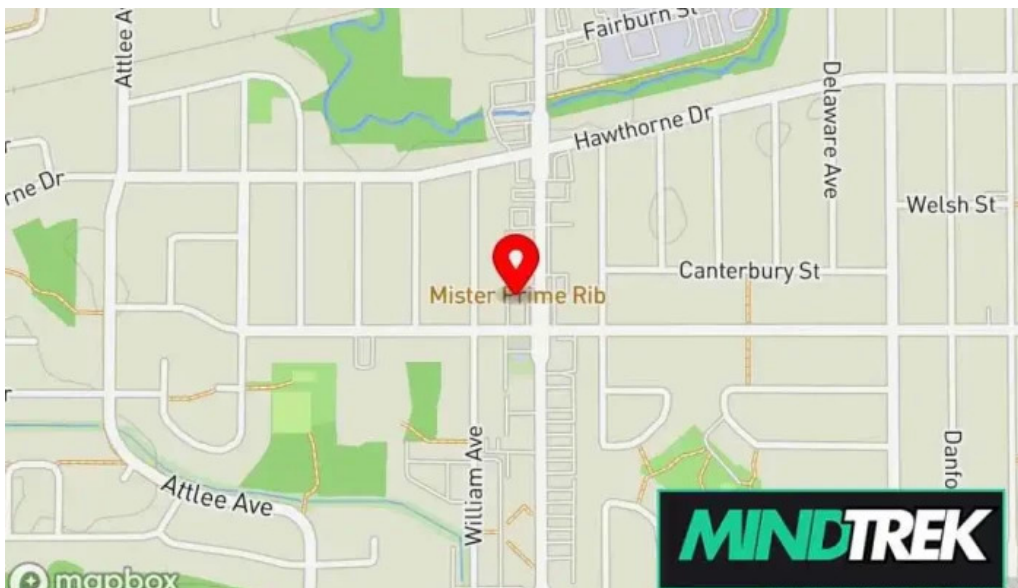 Fairburn St
Attlee A
Delaware Ave
Hawthorne Dr
rne Dr
Welsh St
Canterbury St
Mister Prime Rib
William Ave
Danfo
Attlee Ave
MINDTREK
mapbox